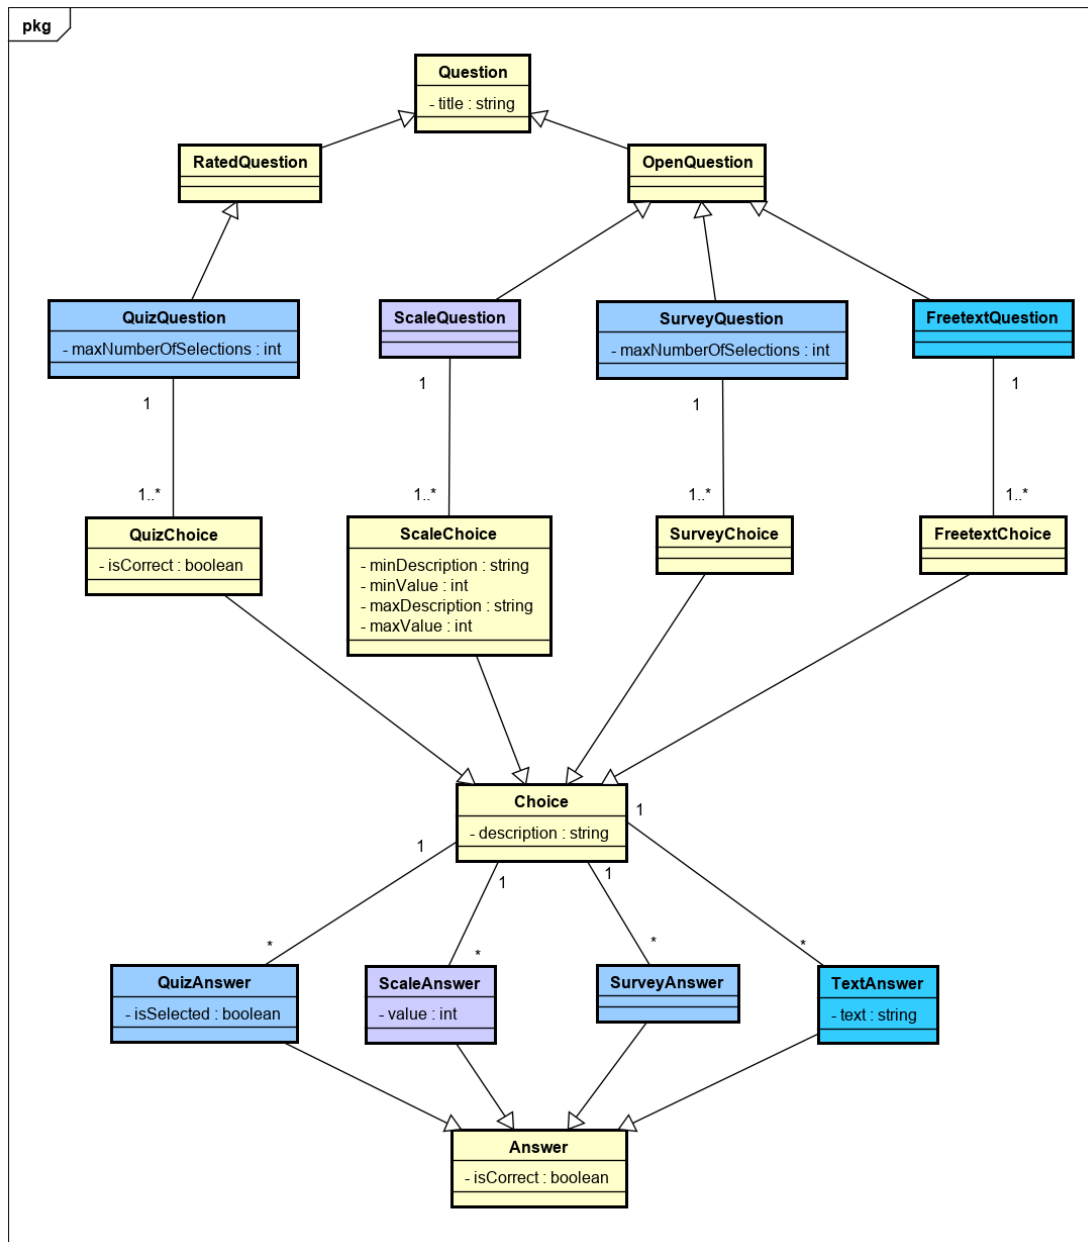 pkg
Question
- title : string
RatedQuestion
OpenQuestion
QuizQuestion
- maxNumberOfSelections : int
ScaleQuestion
SurveyQuestion
- maxNumberOfSelections : int
FreetextQuestion
1
1
1
1
1..*
1..*
1..*
1..*
QuizChoice
- isCorrect : boolean
ScaleChoice
- minDescription : string
- minValue : int
- maxDescription : string
- maxValue : int
SurveyChoice
FreetextChoice
Choice
- description : string
1
1
1
1
*
*
*
*
QuizAnswer
- isSelected : boolean
ScaleAnswer
- value : int
SurveyAnswer
TextAnswer
- text : string
Answer
- isCorrect : boolean